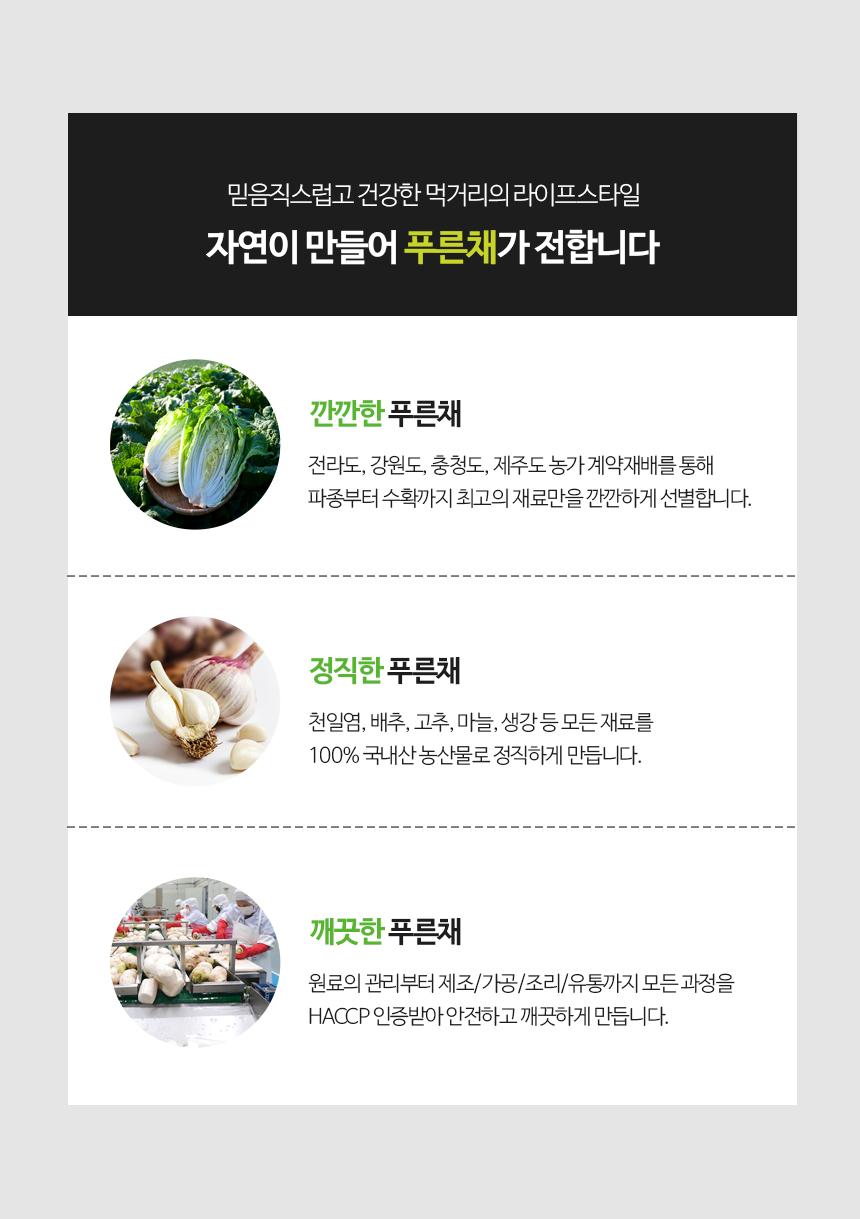 믿음직스럽고 건강한 먹거리의 라이프스타일
자연이 만들어 푸른채가 전합니다
깐깐한 푸른채
전라도, 강원도, 충청도, 제주도 농가 계약재배를 통해
파종부터 수확까지 최고의 재료만을 깐깐하게 선별합니다.
정직한 푸른채
천일염, 배추, 고추, 마늘, 생강 등 모든 재료를
100% 국내산 농산물로 정직하게 만듭니다.
깨끗한 푸른채
원료의 관리부터 제조/가공/조리/유통까지 모든 과정을
HACCP 인증받아 안전하고 깨끗하게 만듭니다.